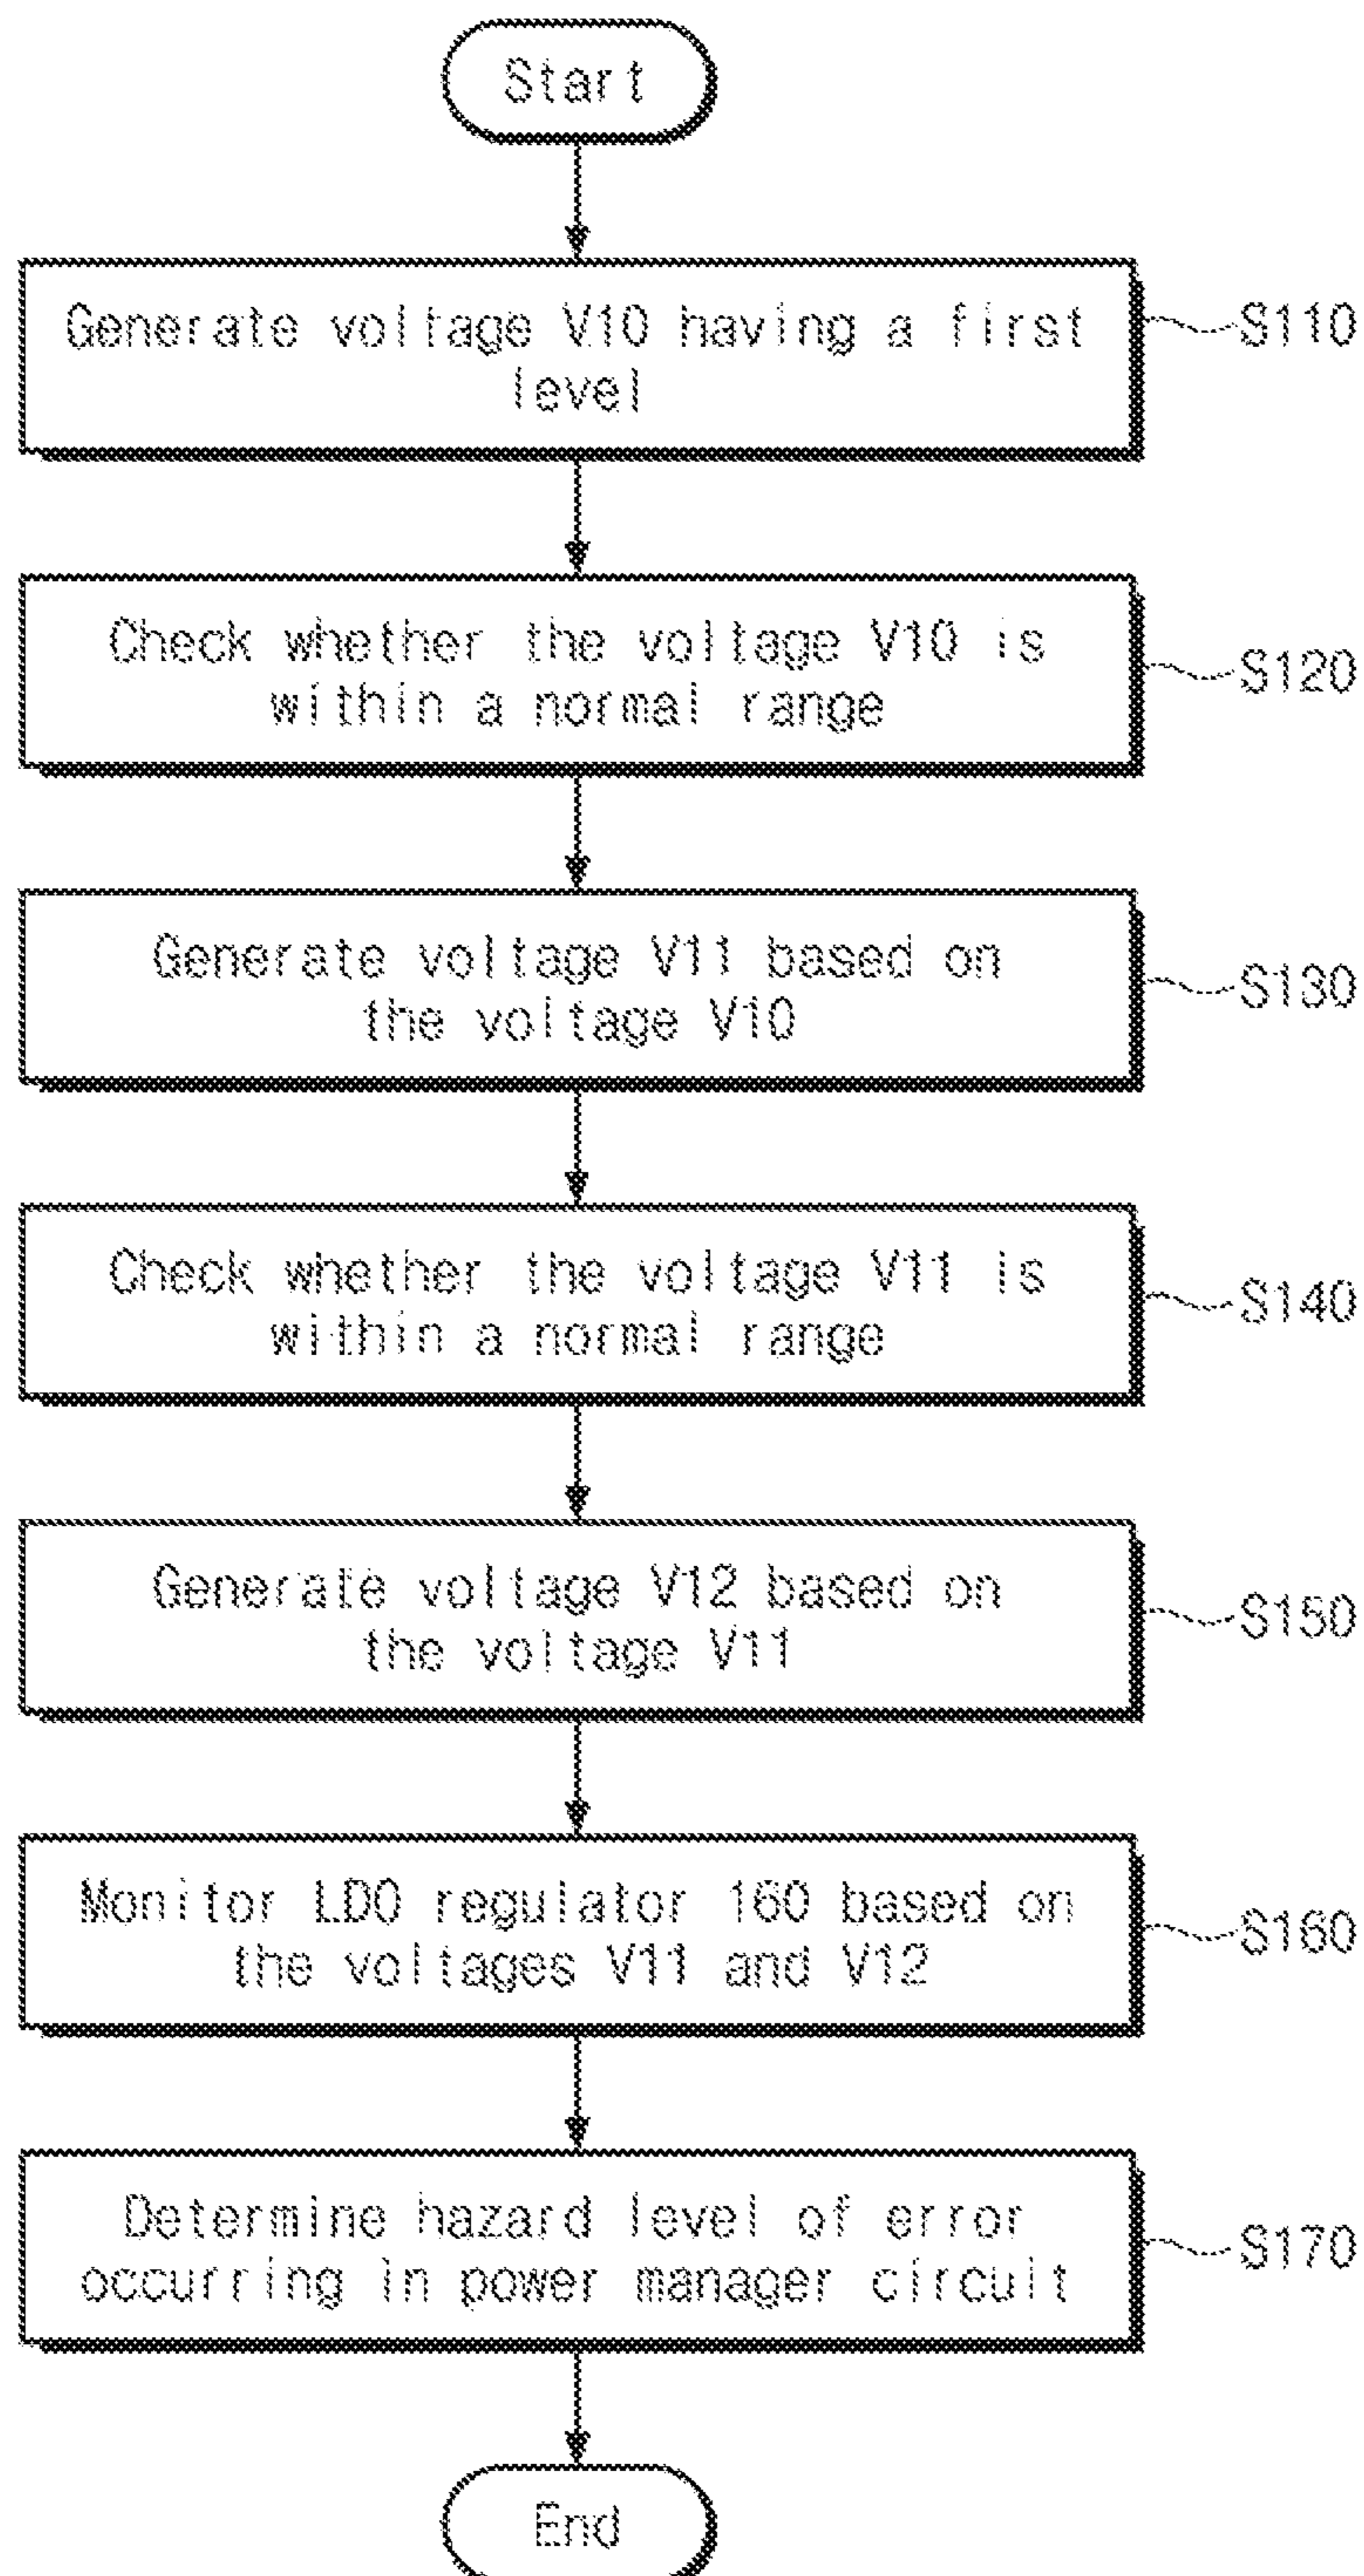 Start
Generate voltage V10 having a first
level
S110
Check whether the voltage V10 is
within a normal range
S120
Generate voltage V11 based on
the voltage V10
S130
Check whether the voltage V11 is
within a normal range
S140
Generate voltage V12 based on
the voltage V11
S150
Monitor LDO regulator 160 based on
the voltages V11 and V12
S160
Determine hazard level of error
occurring in power manager circuit
S170
End